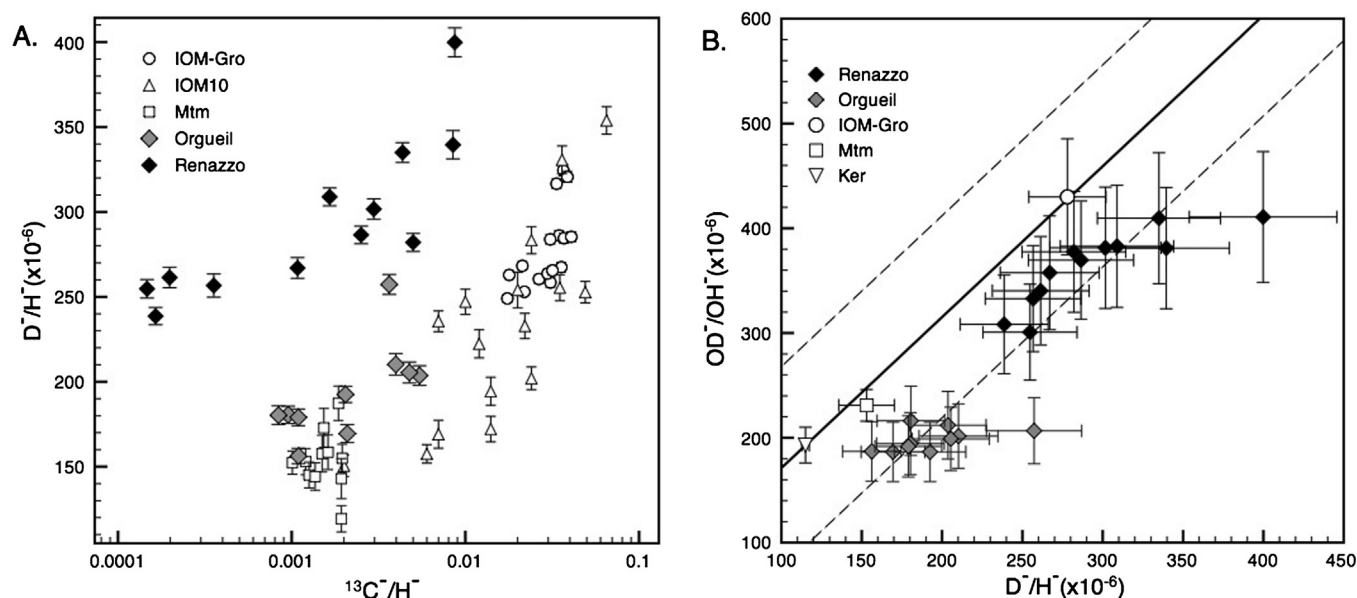 A.
400
350
300
250
200
150
D⁻/H⁻(x10⁻⁶)
IOM-Gro
IOM10
Mtm
Orgueil
Renazzo
0.0001
0.001
0.01
0.1
¹³C⁻/H⁻
B.
600
500
400
300
200
100
OD⁻/OH⁻(x10⁻⁶)
Renazzo
Orgueil
IOM-Gro
Mtm
Ker
100
150
200
250
300
350
400
450
D⁻/H⁻(x10⁻⁶)